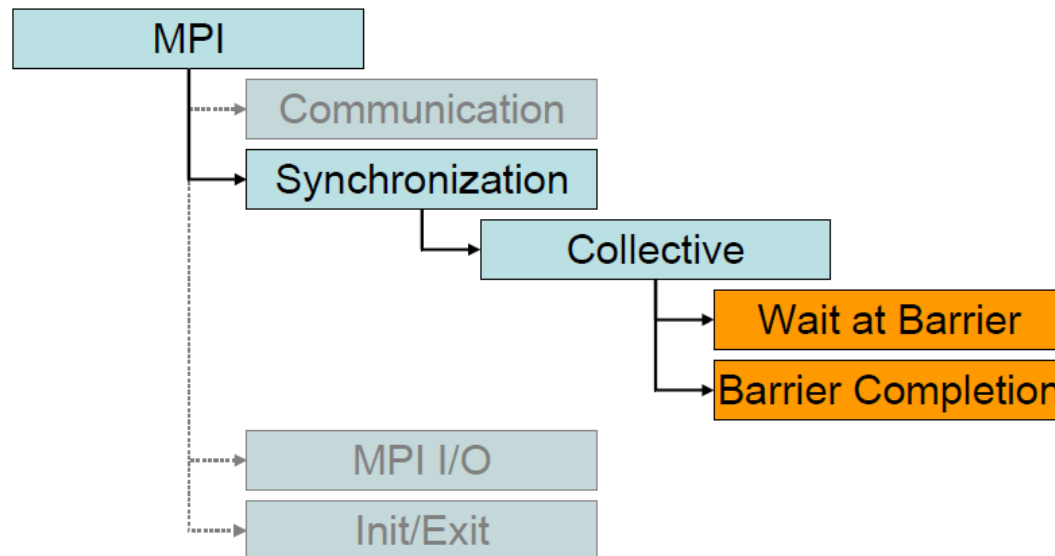 MPI
Communication
Synchronization
Collective
Wait at Barrier
Barrier Completion
MPI I/O
Init/Exit